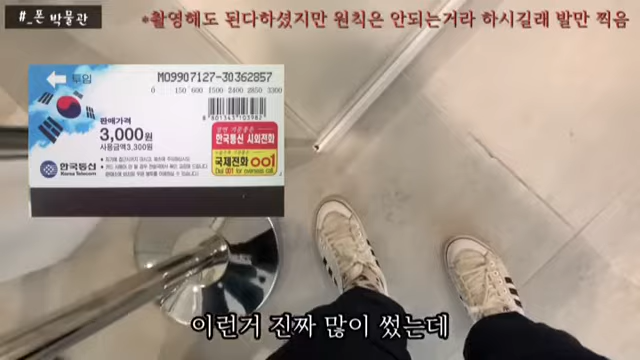 #_폰 박물관
*촬영해도 된다하셨지만 원칙은 안되는거라 하시길래 발만 찍음
투입
M09907127-30362857
0 150 600 1500 2400 2850 3300
8 801343 103982
판매가격
3,000원
사용금액3,300원
한국통신 시외전화
국제전화 001
Dial 001 for overseas call
한국통신
Korea Telecom
이런거 진짜 많이 썼는데